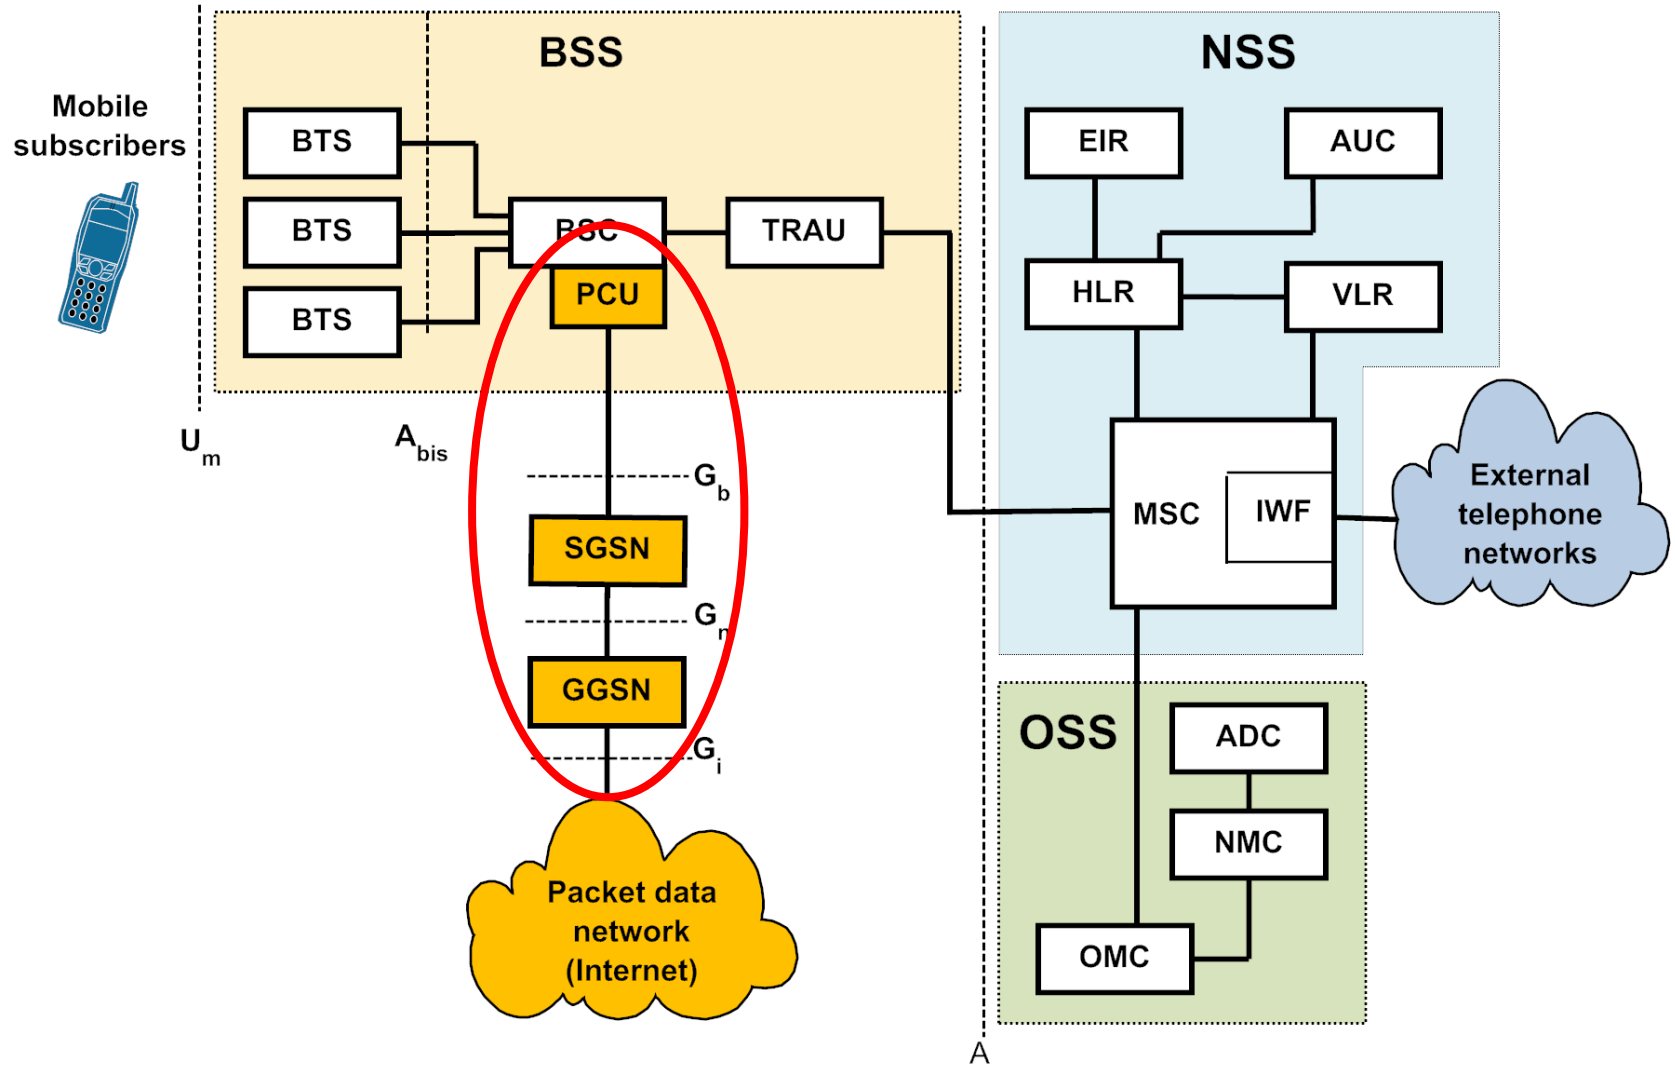 BSS
NSS
Mobile
subscribers
BTS
BTS
BTS
BSC
TRAU
PCU
EIR
AUC
HLR
VLR
Um
Abis
Gb
SGSN
Gn
GGSN
Gi
MSC
IWF
External
telephone
networks
OSS
ADC
NMC
OMC
Packet data
network
(Internet)
A